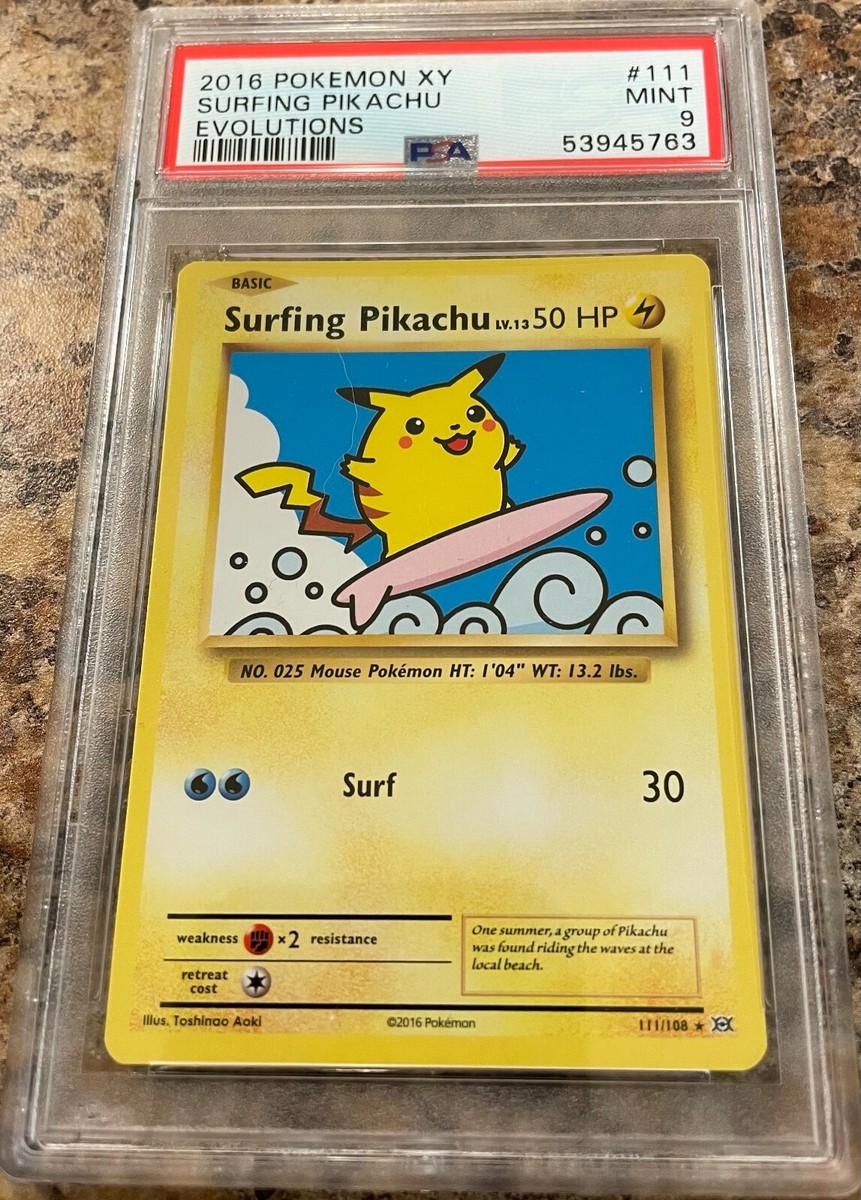 2016 POKEMON XY #111
SURFING PIKACHU MINT
EVOLUTIONS 9
PSA 53945763
BASIC
Surfing Pikachu LV.13 50 HP
NO. 025 Mouse Pokémon HT: 1'04" WT: 13.2 lbs.
Surf 30
weakness ×2 resistance
retreat
cost
One summer, a group of Pikachu
was found riding the waves at the
local beach.
Illus. Toshinao Aoki ©2016 Pokémon 111/108 ★